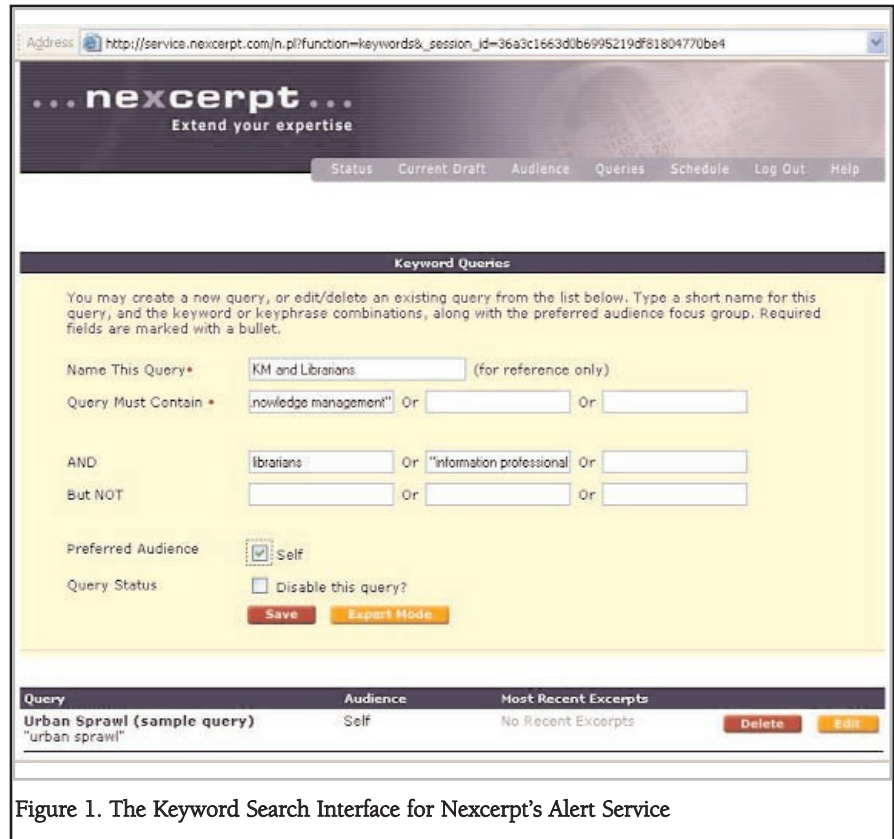 Address http://service.nexcerpt.com/n.pl?function=keywords&_session_id=36a3c1663d0b6995219df81804770be4
...nexcerpt...
Extend your expertise
Status Current Draft Audience Queries Schedule Log Out Help
Keyword Queries
You may create a new query, or edit/delete an existing query from the list below. Type a short name for this
query, and the keyword or keyphrase combinations, along with the preferred audience focus group. Required
fields are marked with a bullet.
Name This Query• KM and Librarians (for reference only)
Query Must Contain • nowledge management" Or Or
AND librarians Or "information professional Or
But NOT Or Or
Preferred Audience Self
Query Status Disable this query?
Save Expert Mode
Query Audience Most Recent Excerpts
Urban Sprawl (sample query) Self No Recent Excerpts Delete Edit
"urban sprawl"
Figure 1. The Keyword Search Interface for Nexcerpt's Alert Service